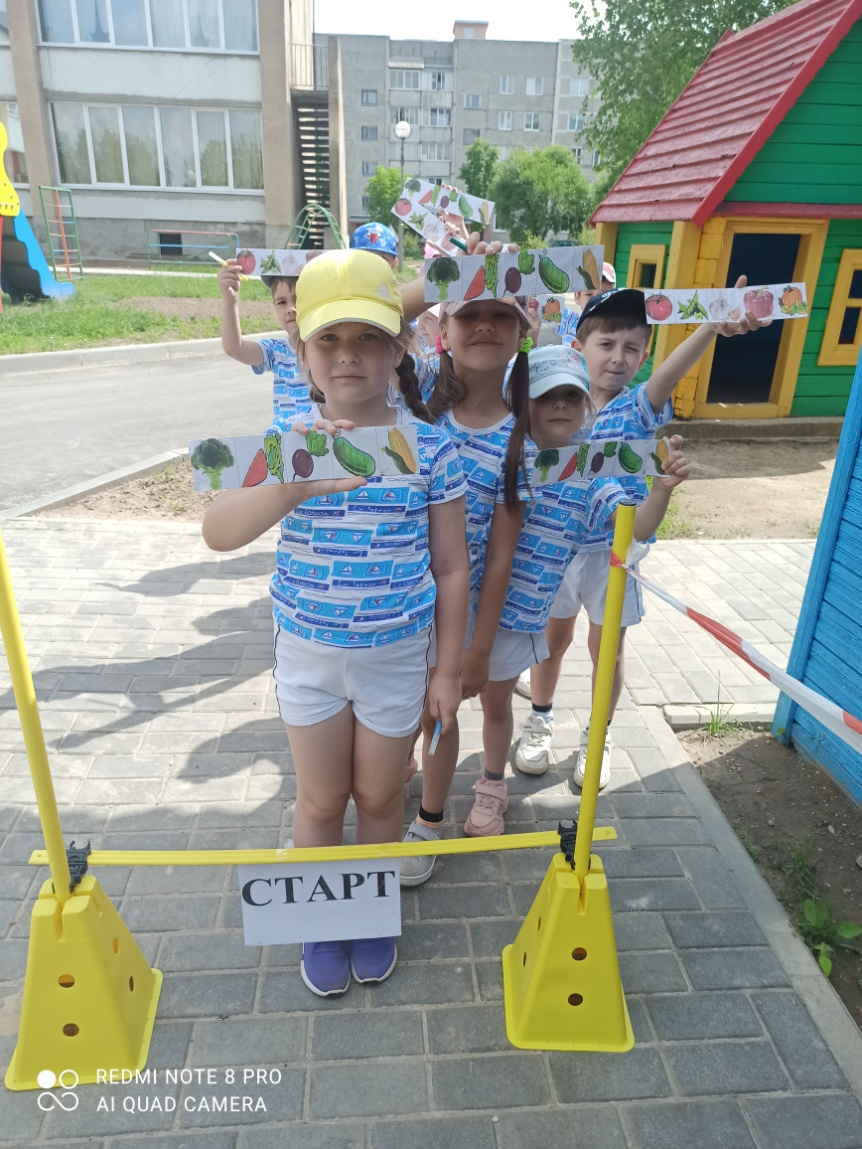 СТАРТ
REDMI NOTE 8 PRO
AI QUAD CAMERA